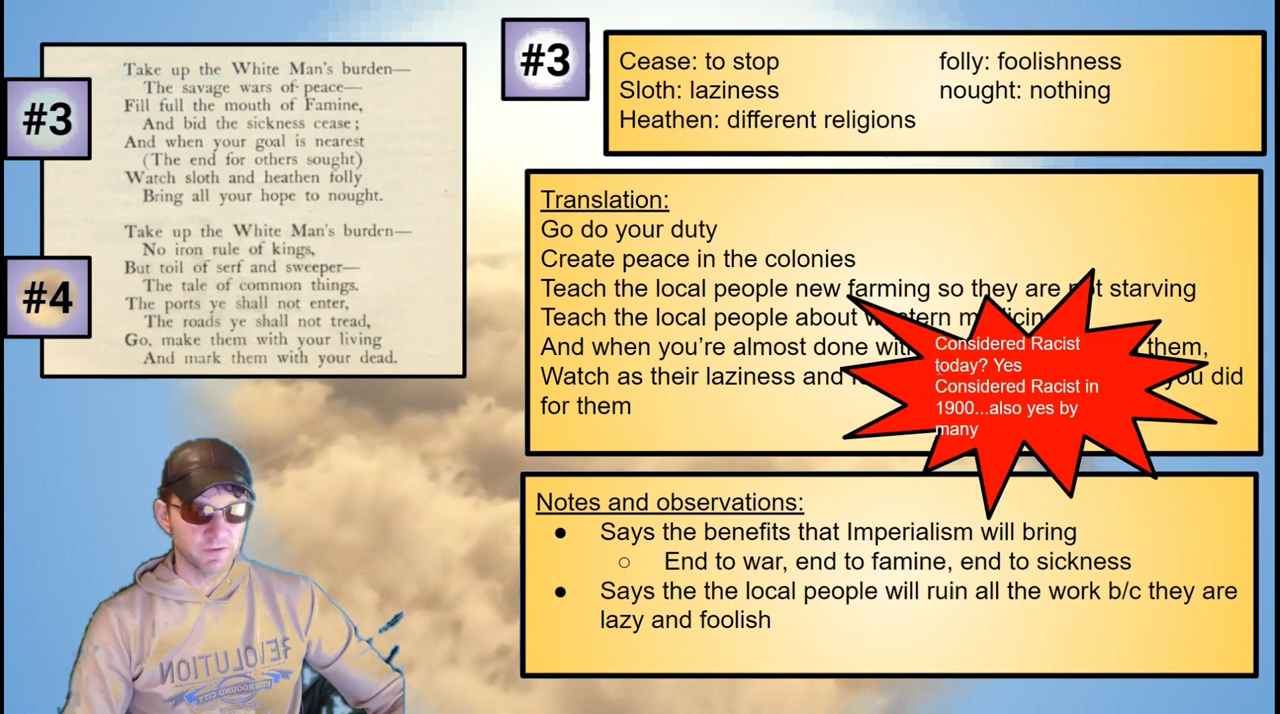 #3
Take up the White Man's burden—
The savage wars of peace—
Fill full the mouth of Famine,
And bid the sickness cease;
And when your goal is nearest
(The end for others sought)
Watch sloth and heathen folly
Bring all your hope to nought.
#4
Take up the White Man's burden—
No iron rule of kings,
But toil of serf and sweeper—
The tale of common things.
The ports ye shall not enter,
The roads ye shall not tread,
Go, make them with your living
And mark them with your dead.
#3
Cease: to stop
folly: foolishness
Sloth: laziness
nought: nothing
Heathen: different religions
Translation:
Go do your duty
Create peace in the colonies
Teach the local people new farming so they are not starving
Teach the local people about western medicine
And when you're almost done with them,
Watch as their laziness and you did
for them
Considered Racist
today? Yes
Considered Racist in
1900...also yes by
many
Notes and observations:
● Says the benefits that Imperialism will bring
○ End to war, end to famine, end to sickness
● Says the the local people will ruin all the work b/c they are
lazy and foolish
REVOLUTION